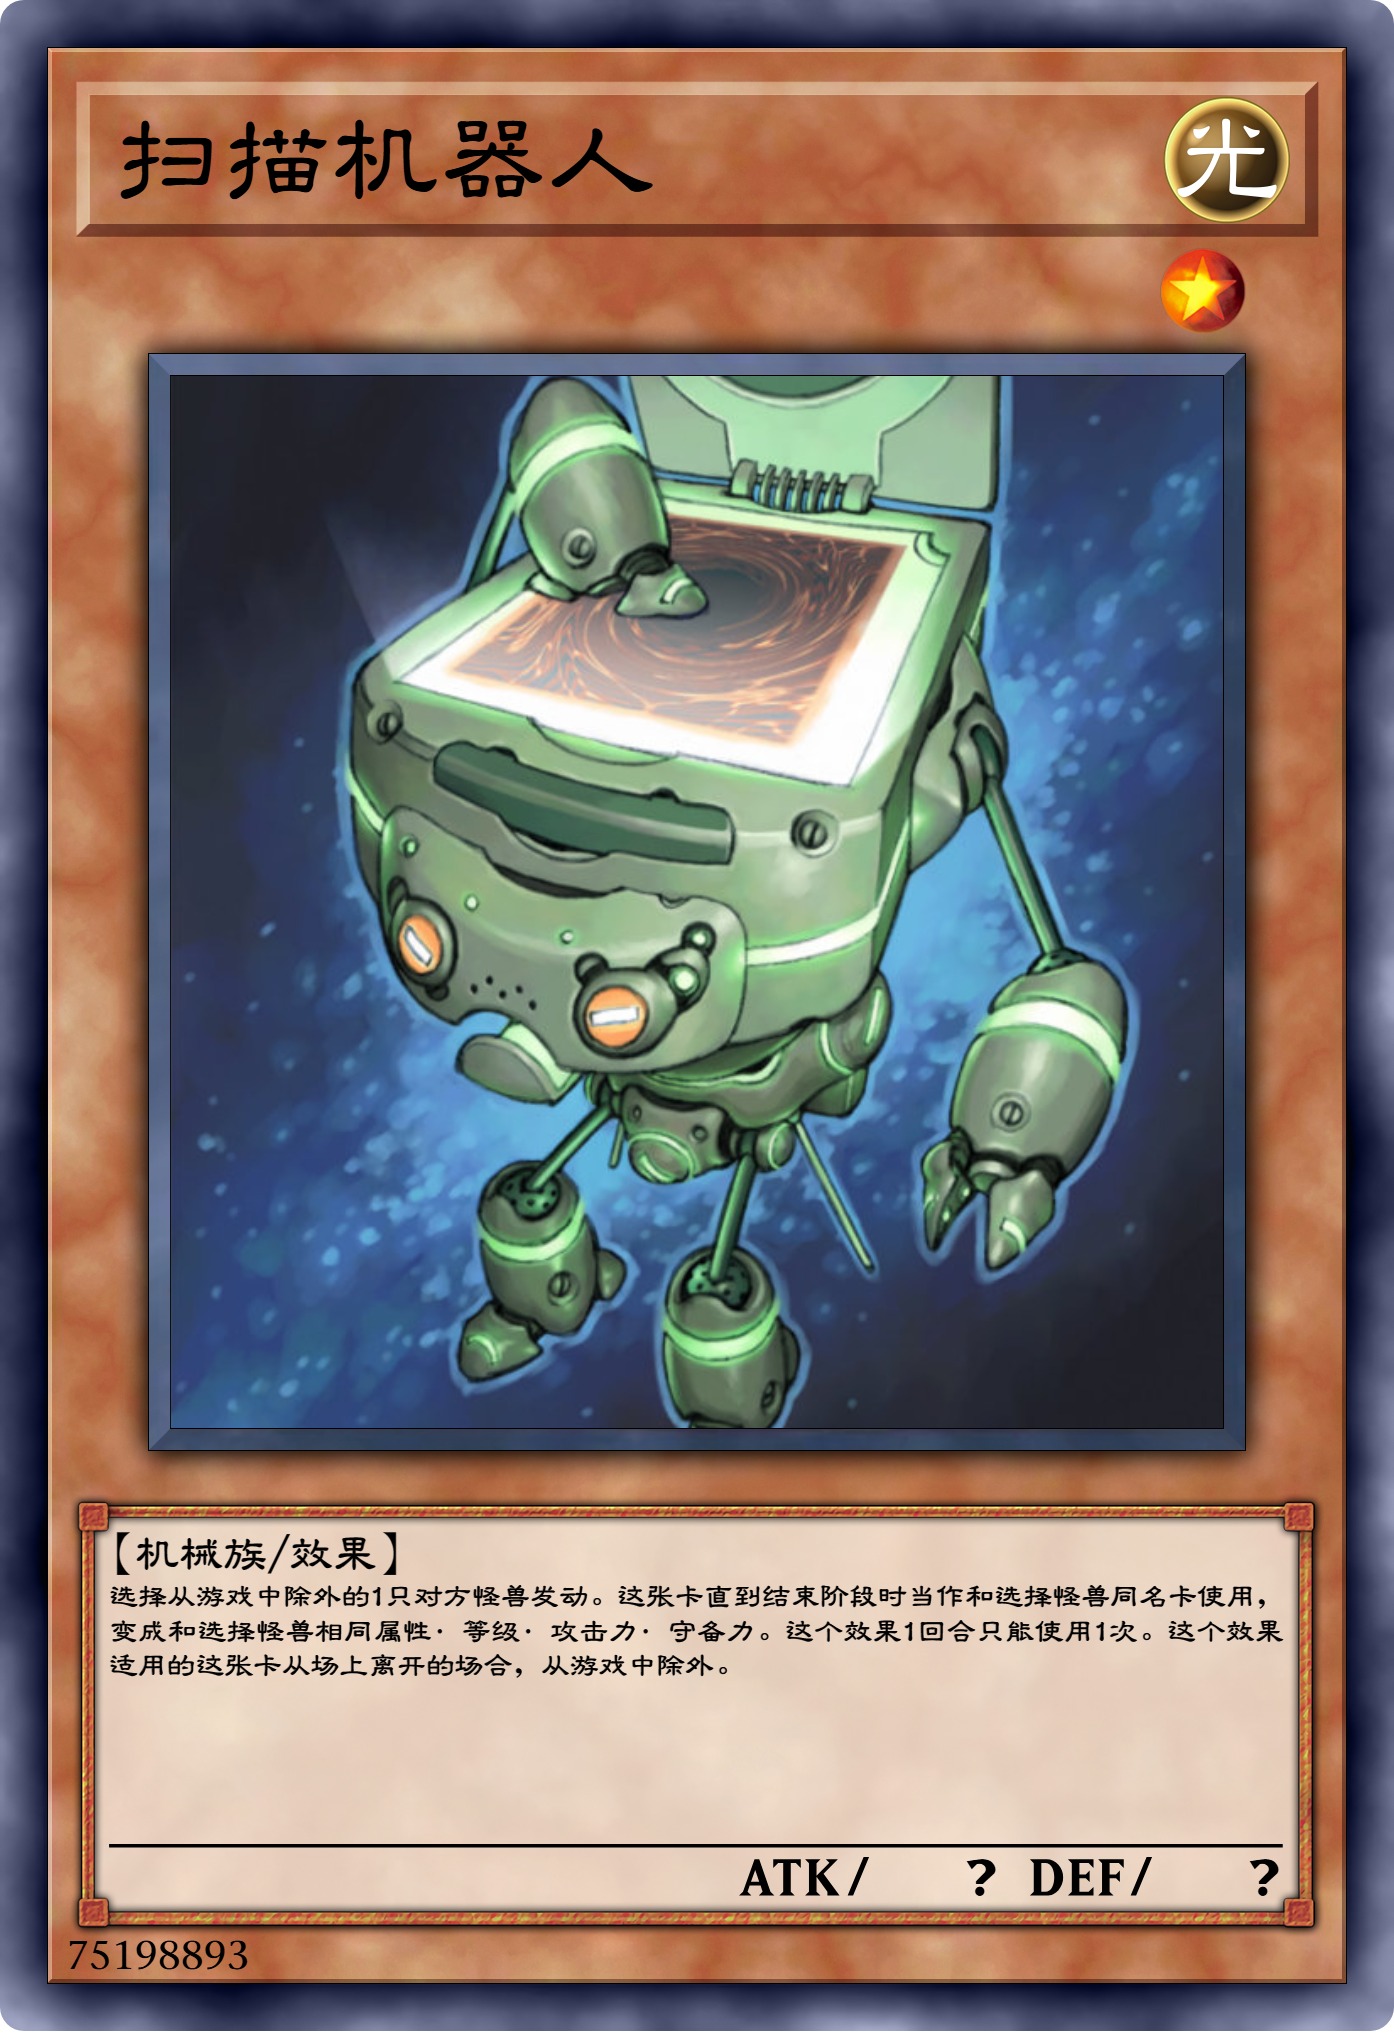 扫描机器人
光
【机械族/效果】
选择从游戏中除外的1只对方怪兽发动。这张卡直到结束阶段时当作和选择怪兽同名卡使用，
变成和选择怪兽相同属性·等级·攻击力·守备力。这个效果1回合只能使用1次。这个效果
适用的这张卡从场上离开的场合，从游戏中除外。
ATK/ ? DEF/ ?
75198893